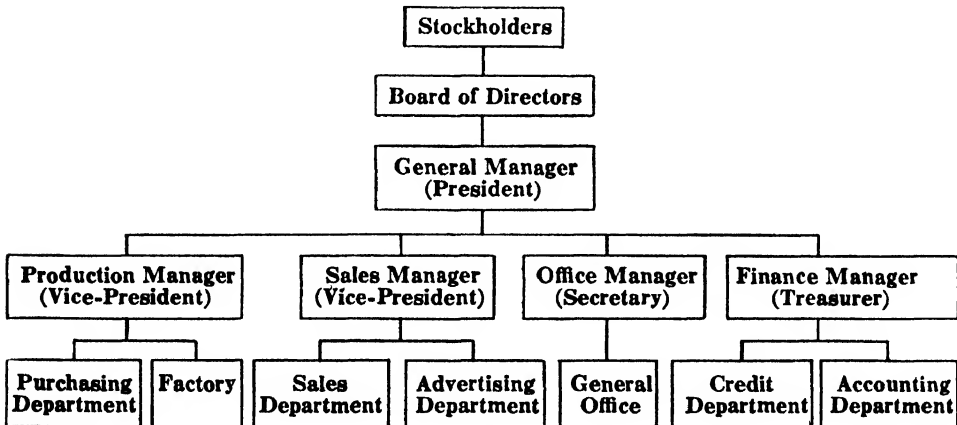 Stockholders
Board of Directors
General Manager
(President)
Production Manager
(Vice-President)
Sales Manager
(Vice-President)
Office Manager
(Secretary)
Finance Manager
(Treasurer)
Purchasing
Department
Factory
Sales
Department
Advertising
Department
General
Office
Credit
Department
Accounting
Department